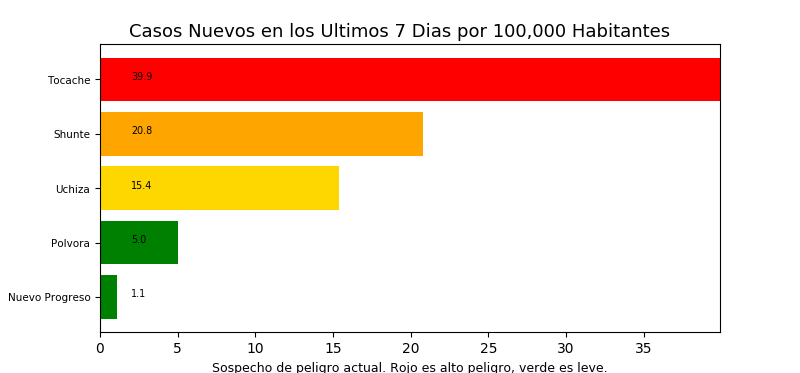 Casos Nuevos en los Ultimos 7 Dias por 100,000 Habitantes
Tocache 39.9
Shunte 20.8
Uchiza 15.4
Polvora 5.0
Nuevo Progreso 1.1
0 5 10 15 20 25 30 35
Sospecho de peligro actual. Rojo es alto peligro, verde es leve.